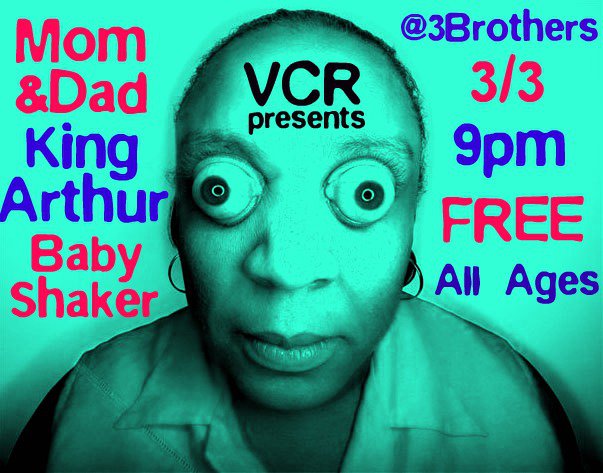 VCR
presents
Mom
&Dad
King
Arthur
Baby
Shaker
@3Brothers
3/3
9pm
FREE
All Ages